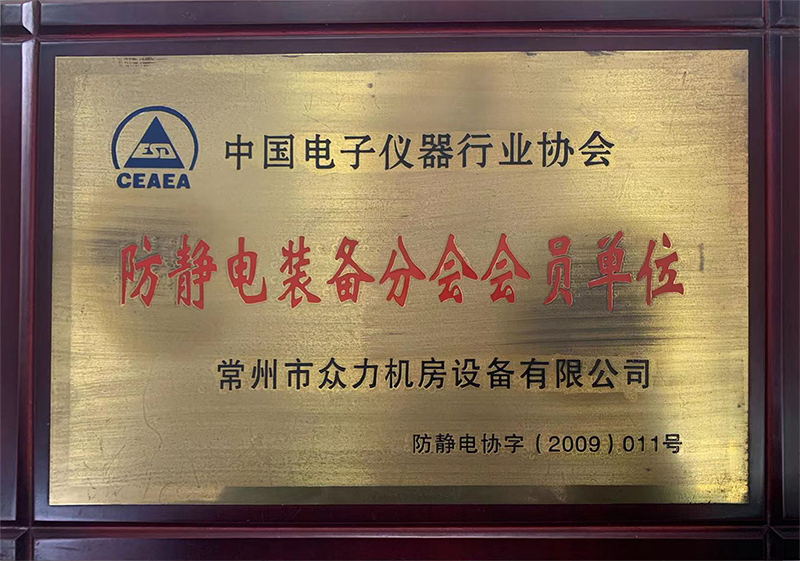 ESD
CEAEA
中国电子仪器行业协会
防静电装备分会会员单位
常州市众力机房设备有限公司
防静电协字（2009）011号